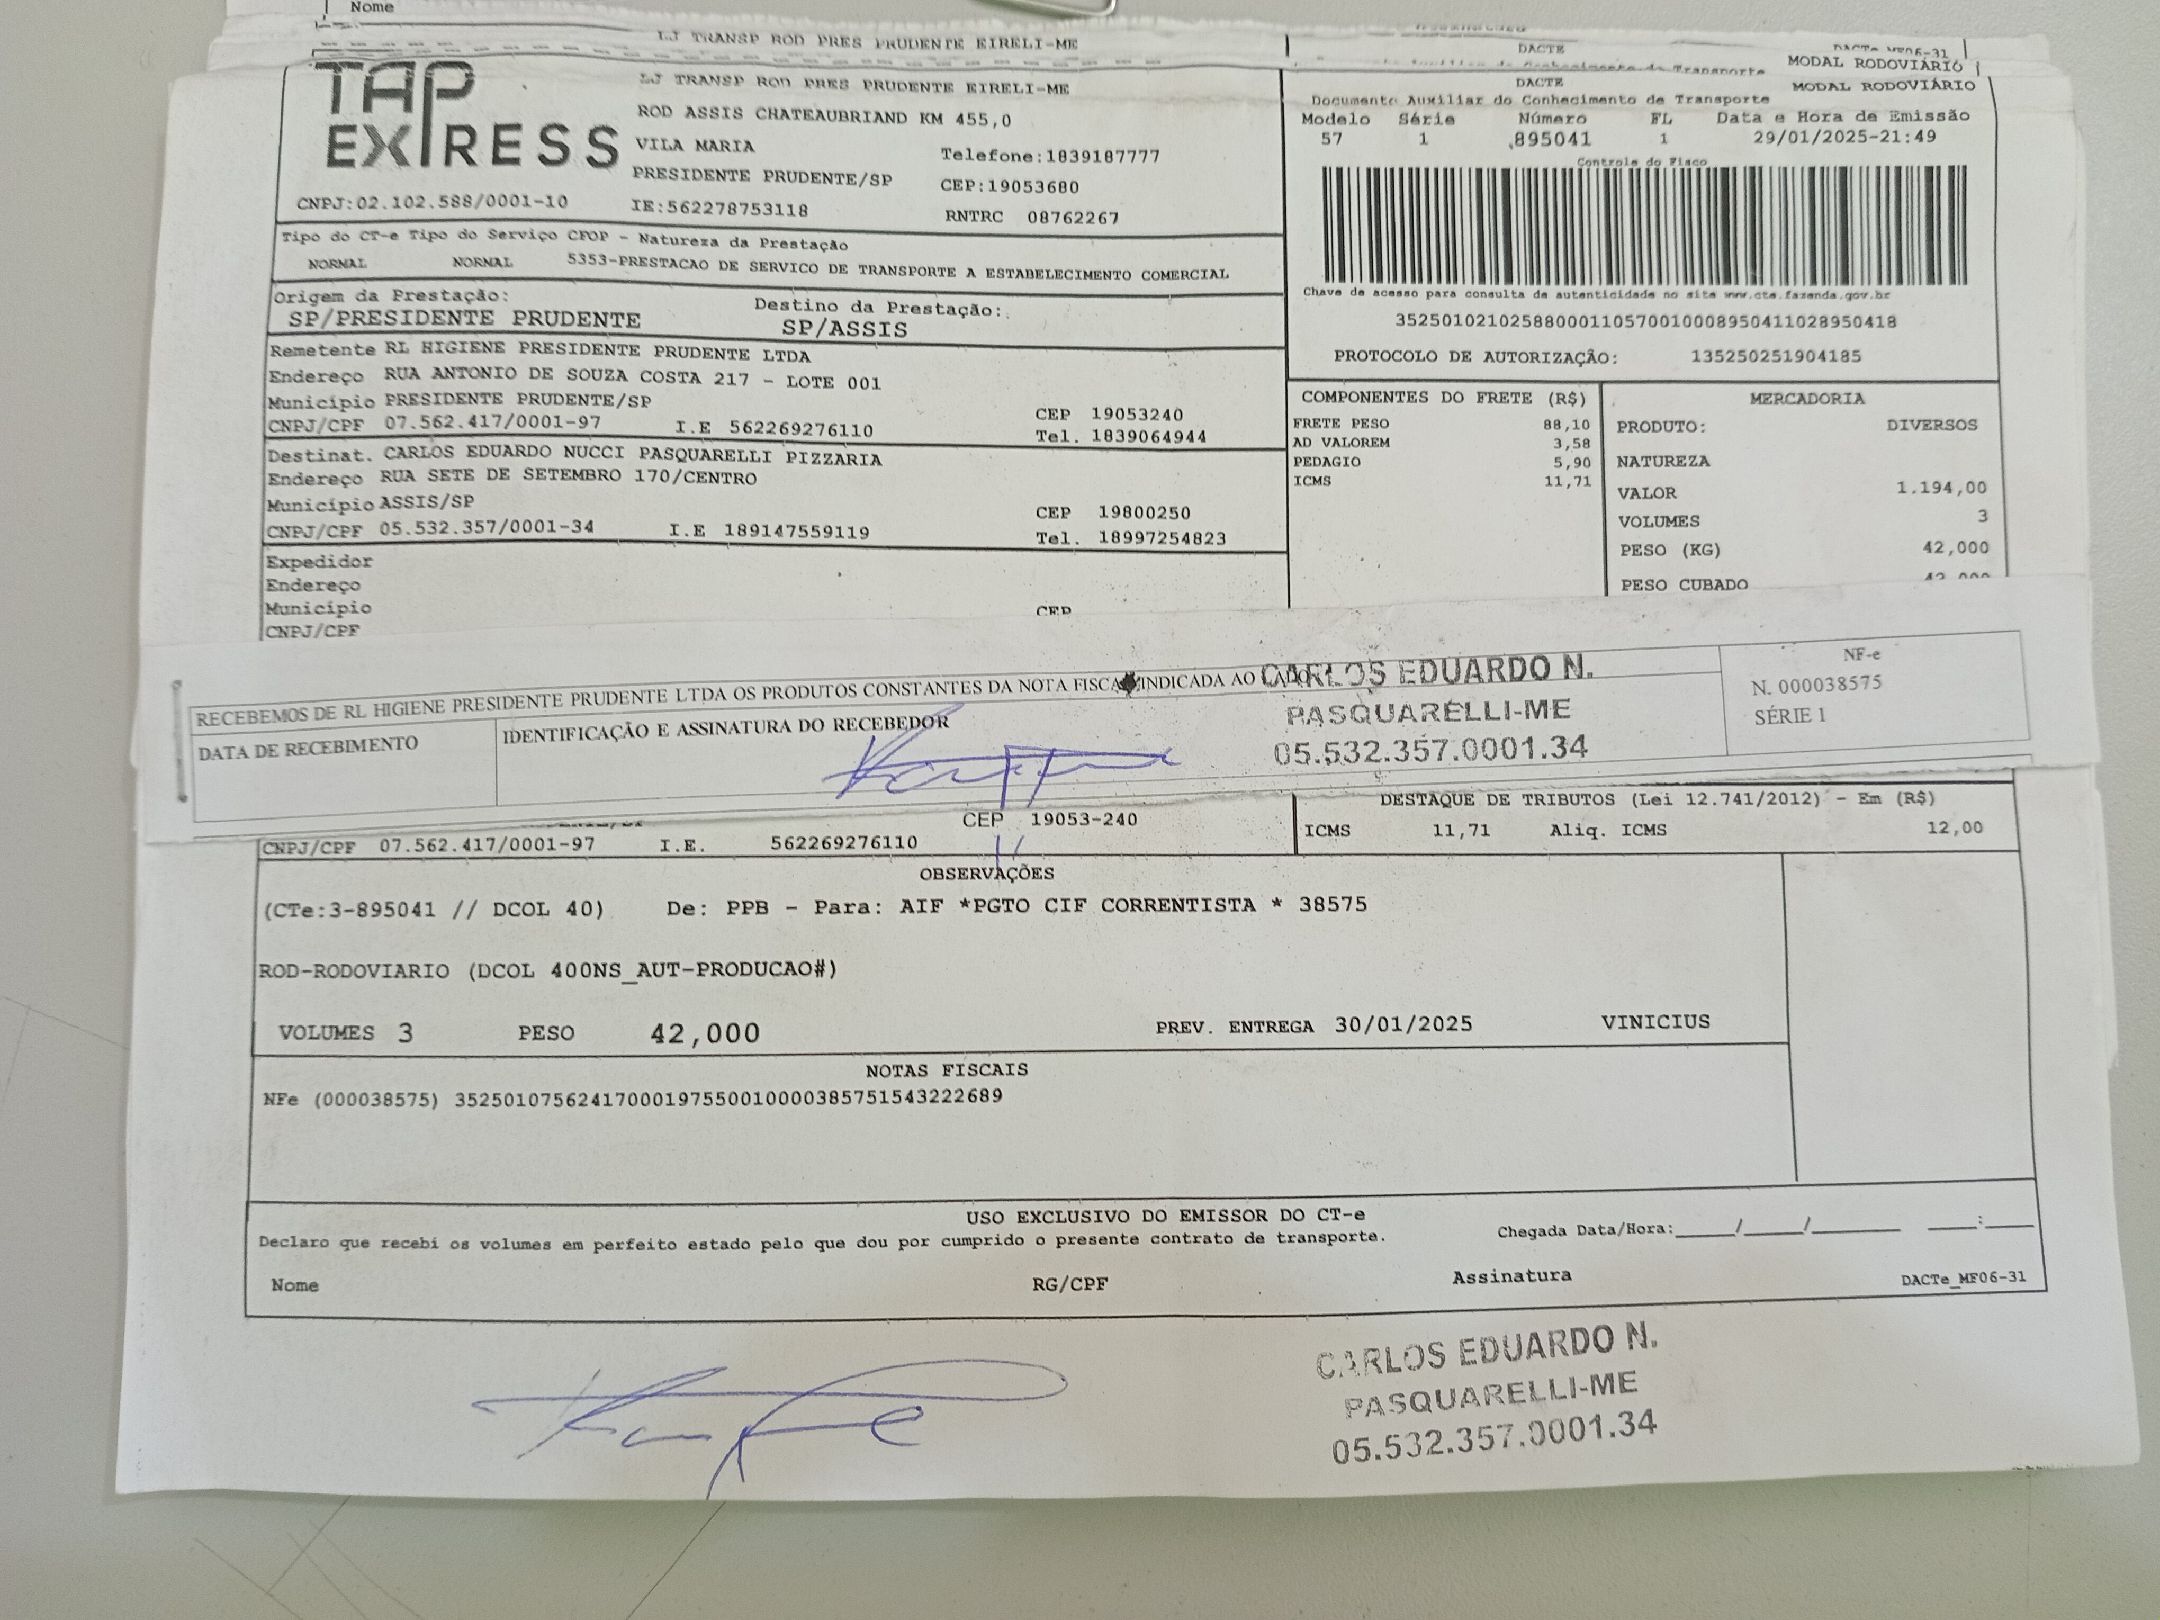 Nome
LJ TRANSP ROD PRES PRUDENTE EIRELI-ME
DACTE
DACTe_MF06-31
MODAL RODOVIÁRIO
TAP
EXPRESS
LJ TRANSP ROD PRES PRUDENTE EIRELI-ME
ROD ASSIS CHATEAUBRIAND KM 455,0
VILA MARIA
Telefone:1839187777
PRESIDENTE PRUDENTE/SP
CEP:19053680
CNPJ:02.102.588/0001-10
IE:562278753118
RNTRC 08762267
DACTE
MODAL RODOVIÁRIO
Documento Auxiliar do Conhecimento de Transporte
Modelo Série Número FL Data e Hora de Emissão
57 1 895041 1 29/01/2025-21:49
Controle do Fisco
Chave de acesso para consulta de autenticidade no site www.cte.fazenda.gov.br
35250102102588000110570010008950411028950418
PROTOCOLO DE AUTORIZAÇÃO: 135250251904185
Tipo do CT-e Tipo do Serviço CFOP - Natureza da Prestação
NORMAL NORMAL 5353-PRESTACAO DE SERVICO DE TRANSPORTE A ESTABELECIMENTO COMERCIAL
Origem da Prestação: Destino da Prestação:
SP/PRESIDENTE PRUDENTE SP/ASSIS
Remetente RL HIGIENE PRESIDENTE PRUDENTE LTDA
Endereço RUA ANTONIO DE SOUZA COSTA 217 - LOTE 001
Município PRESIDENTE PRUDENTE/SP CEP 19053240
CNPJ/CPF 07.562.417/0001-97 I.E 562269276110 Tel. 1839064944
Destinat. CARLOS EDUARDO NUCCI PASQUARELLI PIZZARIA
Endereço RUA SETE DE SETEMBRO 170/CENTRO
Município ASSIS/SP CEP 19800250
CNPJ/CPF 05.532.357/0001-34 I.E 189147559119 Tel. 18997254823
Expedidor
Endereço
Município CEP
CNPJ/CPF
COMPONENTES DO FRETE (R$)
FRETE PESO 88,10
AD VALOREM 3,58
PEDAGIO 5,90
ICMS 11,71
MERCADORIA
PRODUTO: DIVERSOS
NATUREZA
VALOR 1.194,00
VOLUMES 3
PESO (KG) 42,000
PESO CUBADO 42,000
RECEBEMOS DE RL HIGIENE PRESIDENTE PRUDENTE LTDA OS PRODUTOS CONSTANTES DA NOTA FISCAL INDICADA AO LADO
DATA DE RECEBIMENTO
IDENTIFICAÇÃO E ASSINATURA DO RECEBEDOR
CARLOS EDUARDO N.
PASQUARELLI-ME
05.532.357.0001.34
NF-e
N. 000038575
SÉRIE 1
CEP 19053-240
CNPJ/CPF 07.562.417/0001-97 I.E. 562269276110
DESTAQUE DE TRIBUTOS (Lei 12.741/2012) - Em (R$)
ICMS 11,71 Aliq. ICMS 12,00
OBSERVAÇÕES
(CTe:3-895041 // DCOL 40) De: PPB - Para: AIF *PGTO CIF CORRENTISTA * 38575
ROD-RODOVIARIO (DCOL 400NS_AUT-PRODUCAO#)
VOLUMES 3 PESO 42,000 PREV. ENTREGA 30/01/2025 VINICIUS
NOTAS FISCAIS
NFe (000038575) 35250107562417000197550010000385751543222689
USO EXCLUSIVO DO EMISSOR DO CT-e
Declaro que recebi os volumes em perfeito estado pelo que dou por cumprido o presente contrato de transporte.
Chegada Data/Hora:_____/_____/________ ____:____
Nome RG/CPF Assinatura DACTe_MF06-31
CARLOS EDUARDO N.
PASQUARELLI-ME
05.532.357.0001.34